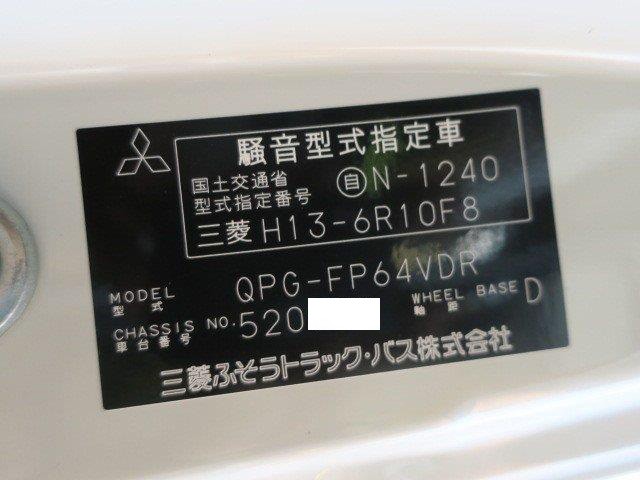 騒音型式指定車
国土交通省
型式指定番号 自N-1240
三菱 H13-6R10F8
MODEL
型式 QPG-FP64VDR
CHASSIS NO. 520 WHEEL BASE D
車台番号 軸距
三菱ふそうトラック・バス株式会社